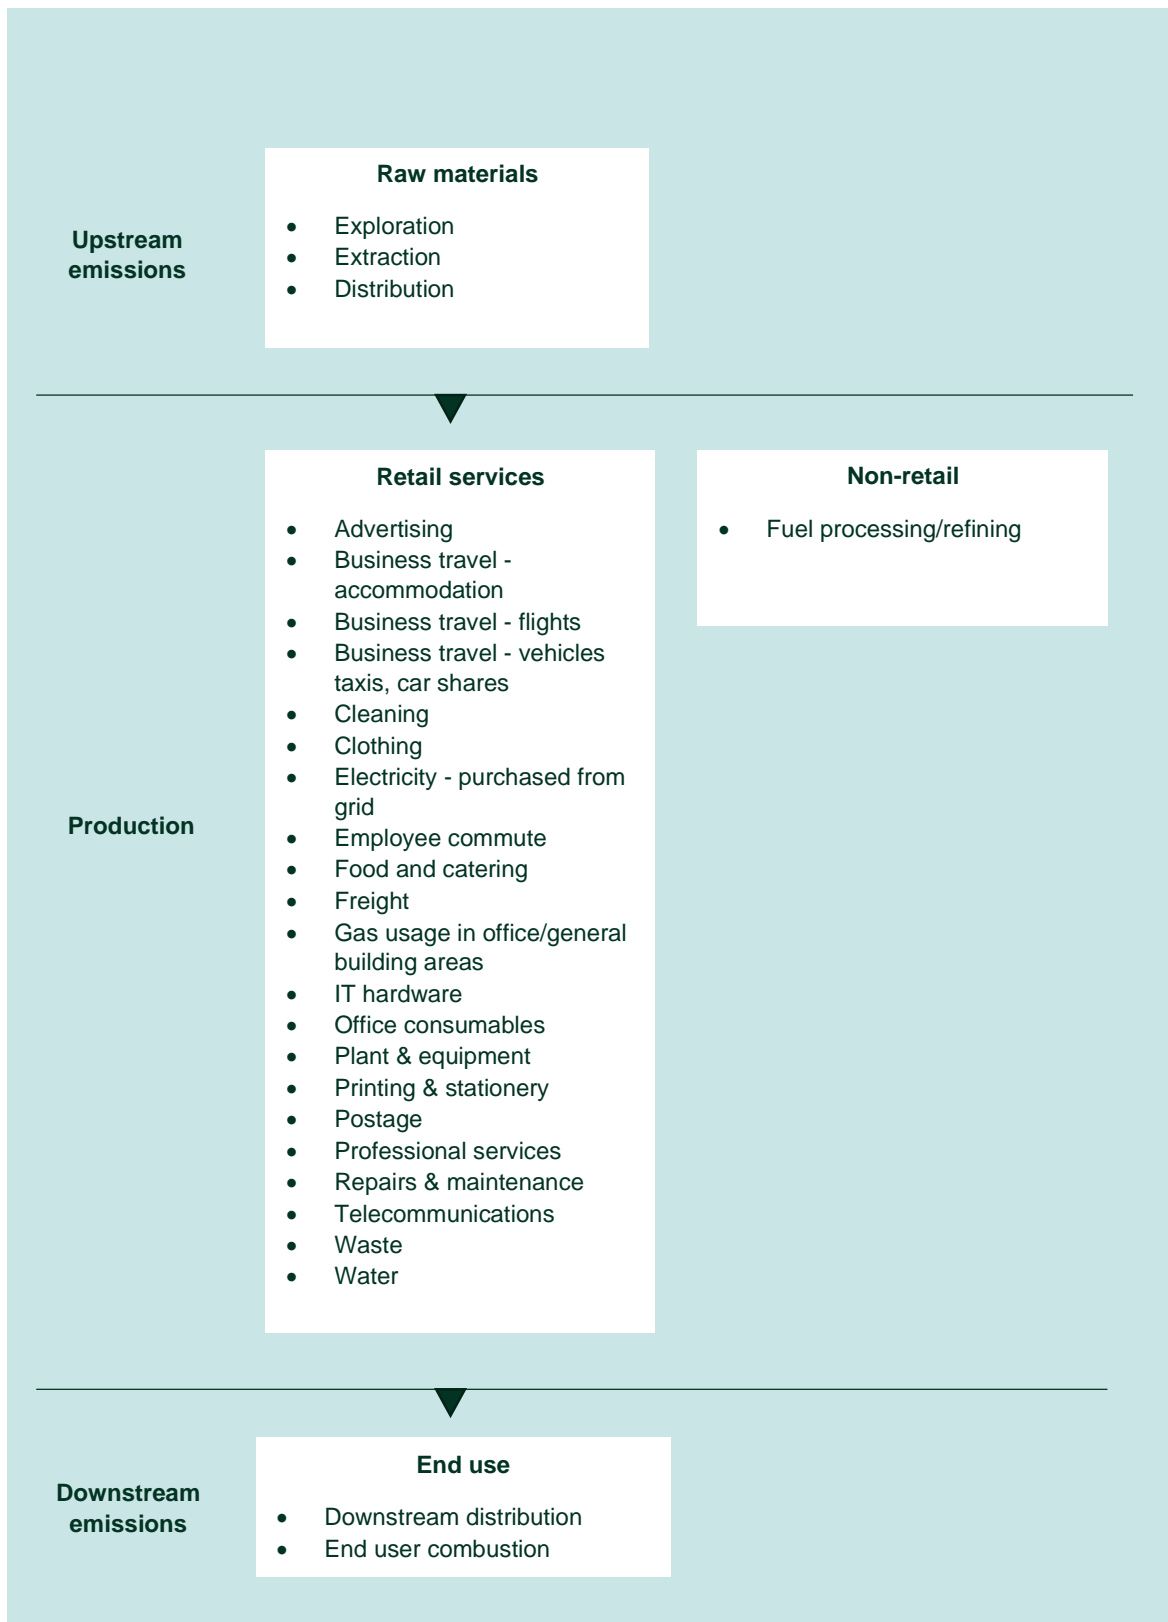 Raw materials
Upstream
emissions
• Exploration
• Extraction
• Distribution
Retail services
• Advertising
• Business travel -
accommodation
• Business travel - flights
• Business travel - vehicles
taxis, car shares
• Cleaning
• Clothing
• Electricity - purchased from
grid
Production
• Employee commute
• Food and catering
• Freight
• Gas usage in office/general
building areas
• IT hardware
• Office consumables
• Plant & equipment
• Printing & stationery
• Postage
• Professional services
• Repairs & maintenance
• Telecommunications
• Waste
• Water
Non-retail
• Fuel processing/refining
Downstream
emissions
End use
• Downstream distribution
• End user combustion